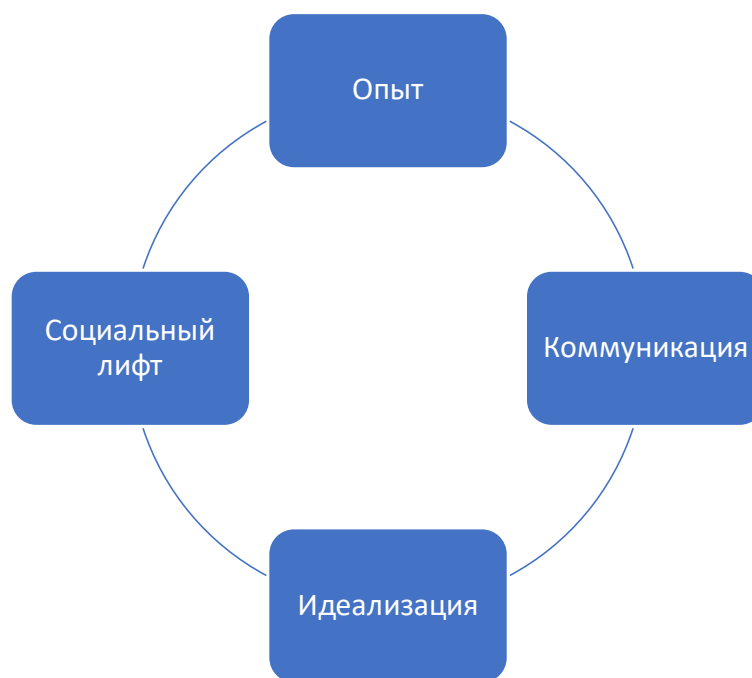 Опыт
Социальный
лифт
Коммуникация
Идеализация